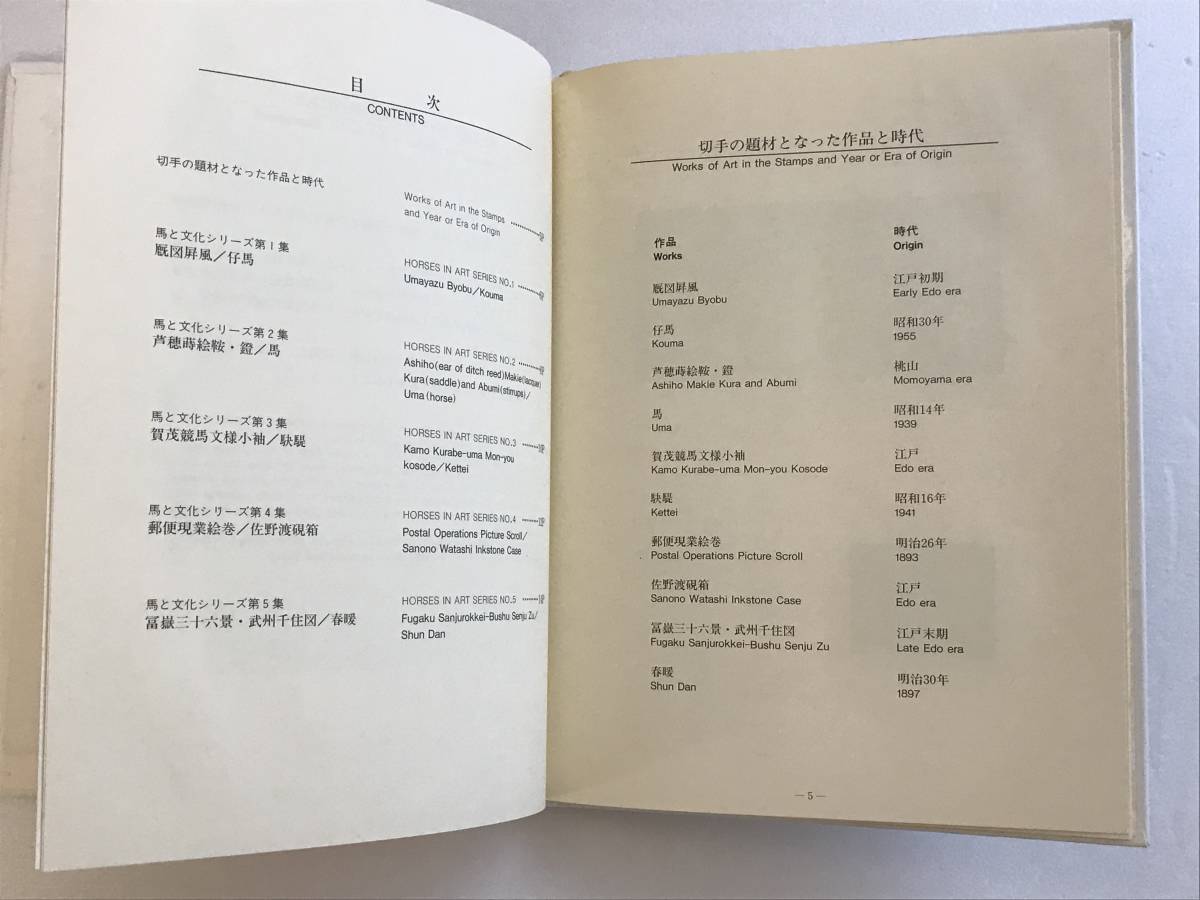 目次
CONTENTS
切手の題材となった作品と時代
Works of Art in the Stamps
and Year or Era of Origin
馬と文化シリーズ第1集
厩図屛風／仔馬
HORSES IN ART SERIES NO.1
Umayazu Byobu／Kouma
馬と文化シリーズ第2集
芦穂蒔絵鞍・鐙／馬
HORSES IN ART SERIES NO.2
Ashiho(ear of ditch reed)Makie(lacquer)
Kura(saddle)and Abumi(stirrups)／
Uma(horse)
馬と文化シリーズ第3集
賀茂競馬文様小袖／駃騠
HORSES IN ART SERIES NO.3
Kamo Kurabe-uma Mon-you
kosode／Kettei
馬と文化シリーズ第4集
郵便現業絵巻／佐野渡硯箱
HORSES IN ART SERIES NO.4
Postal Operations Picture Scroll／
Sanono Watashi Inkstone Case
馬と文化シリーズ第5集
冨嶽三十六景・武州千住図／春暖
HORSES IN ART SERIES NO.5
Fugaku Sanjurokkei-Bushu Senju Zu／
Shun Dan
切手の題材となった作品と時代
Works of Art in the Stamps and Year or Era of Origin
作品 時代
Works Origin
厩図屛風 江戸初期
Umayazu Byobu Early Edo era
仔馬 昭和30年
Kouma 1955
芦穂蒔絵鞍・鐙 桃山
Ashiho Makie Kura and Abumi Momoyama era
馬 昭和14年
Uma 1939
賀茂競馬文様小袖 江戸
Kamo Kurabe-uma Mon-you Kosode Edo era
駃騠 昭和16年
Kettei 1941
郵便現業絵巻 明治26年
Postal Operations Picture Scroll 1893
佐野渡硯箱 江戸
Sanono Watashi Inkstone Case Edo era
冨嶽三十六景・武州千住図 江戸末期
Fugaku Sanjurokkei-Bushu Senju Zu Late Edo era
春暖 明治30年
Shun Dan 1897
—5—